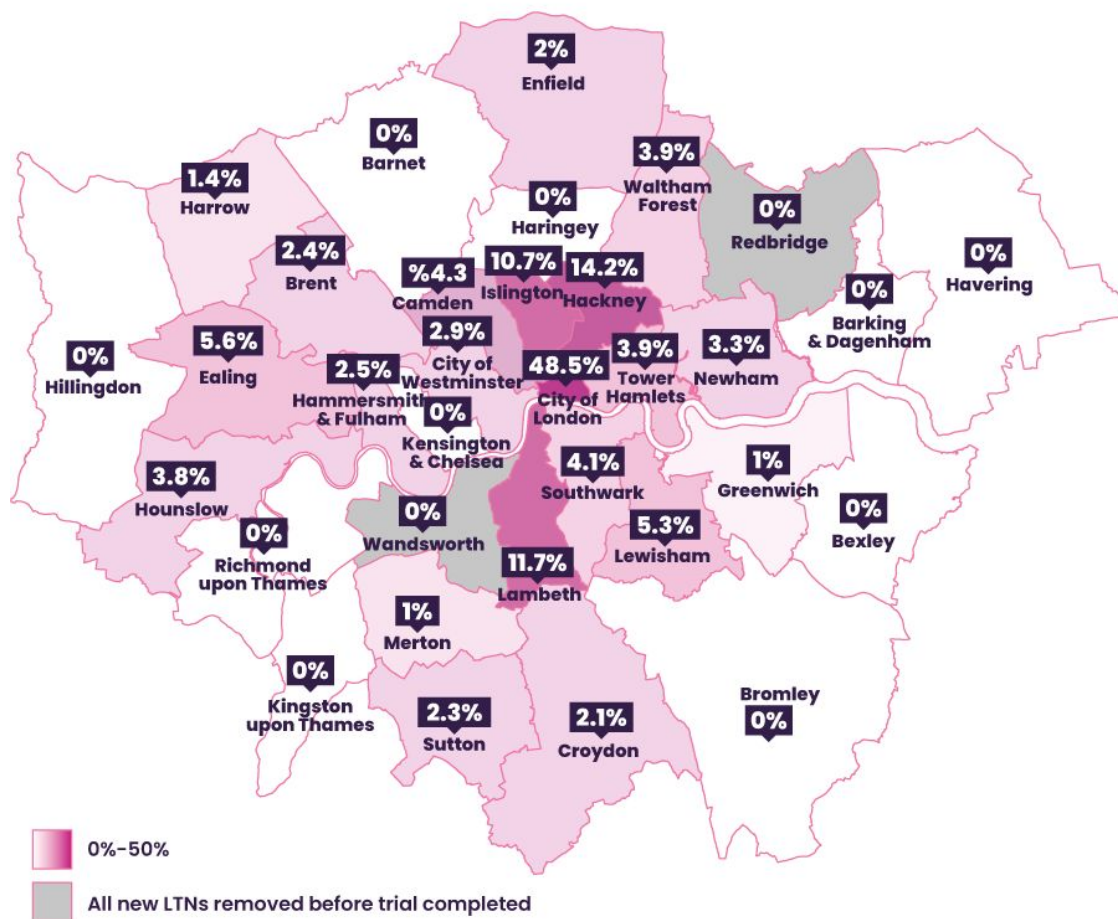 2%
Enfield
0%
Barnet
3.9%
Waltham
Forest
1.4%
Harrow
0%
Haringey
0%
Redbridge
2.4%
Brent
%4.3
Camden
10.7%
Islington
14.2%
Hackney
0%
Havering
0%
Barking
& Dagenham
0%
Hillingdon
5.6%
Ealing
2.5%
Hammersmith
& Fulham
2.9%
City of
Westminster
48.5%
City of
London
3.9%
Tower
Hamlets
3.3%
Newham
0%
Kensington
& Chelsea
3.8%
Hounslow
4.1%
Southwark
1%
Greenwich
0%
Bexley
0%
Richmond
upon Thames
0%
Wandsworth
5.3%
Lewisham
11.7%
Lambeth
1%
Merton
0%
Kingston
upon Thames
2.3%
Sutton
2.1%
Croydon
Bromley
0%
0%-50%
All new LTNs removed before trial completed